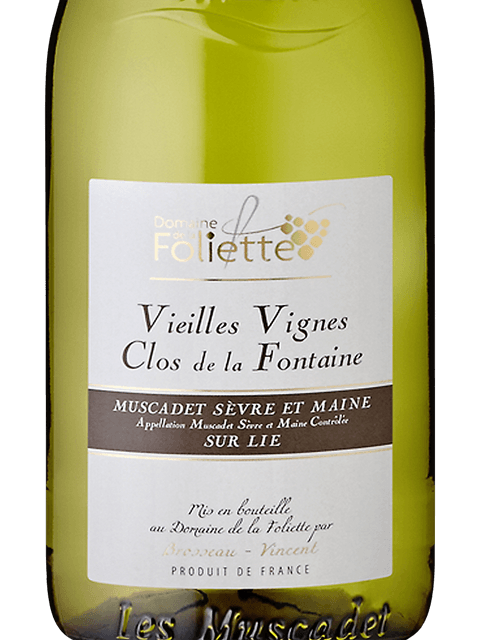 Domaine
de la
Foliette
Vieilles Vignes
Clos de la Fontaine
MUSCADET SÈVRE ET MAINE
Appellation Muscadet Sèvre et Maine Contrôlée
SUR LIE
Mis en bouteille
au Domaine de la Foliette par
Brosseau - Vincent
PRODUIT DE FRANCE
Les Muscadet